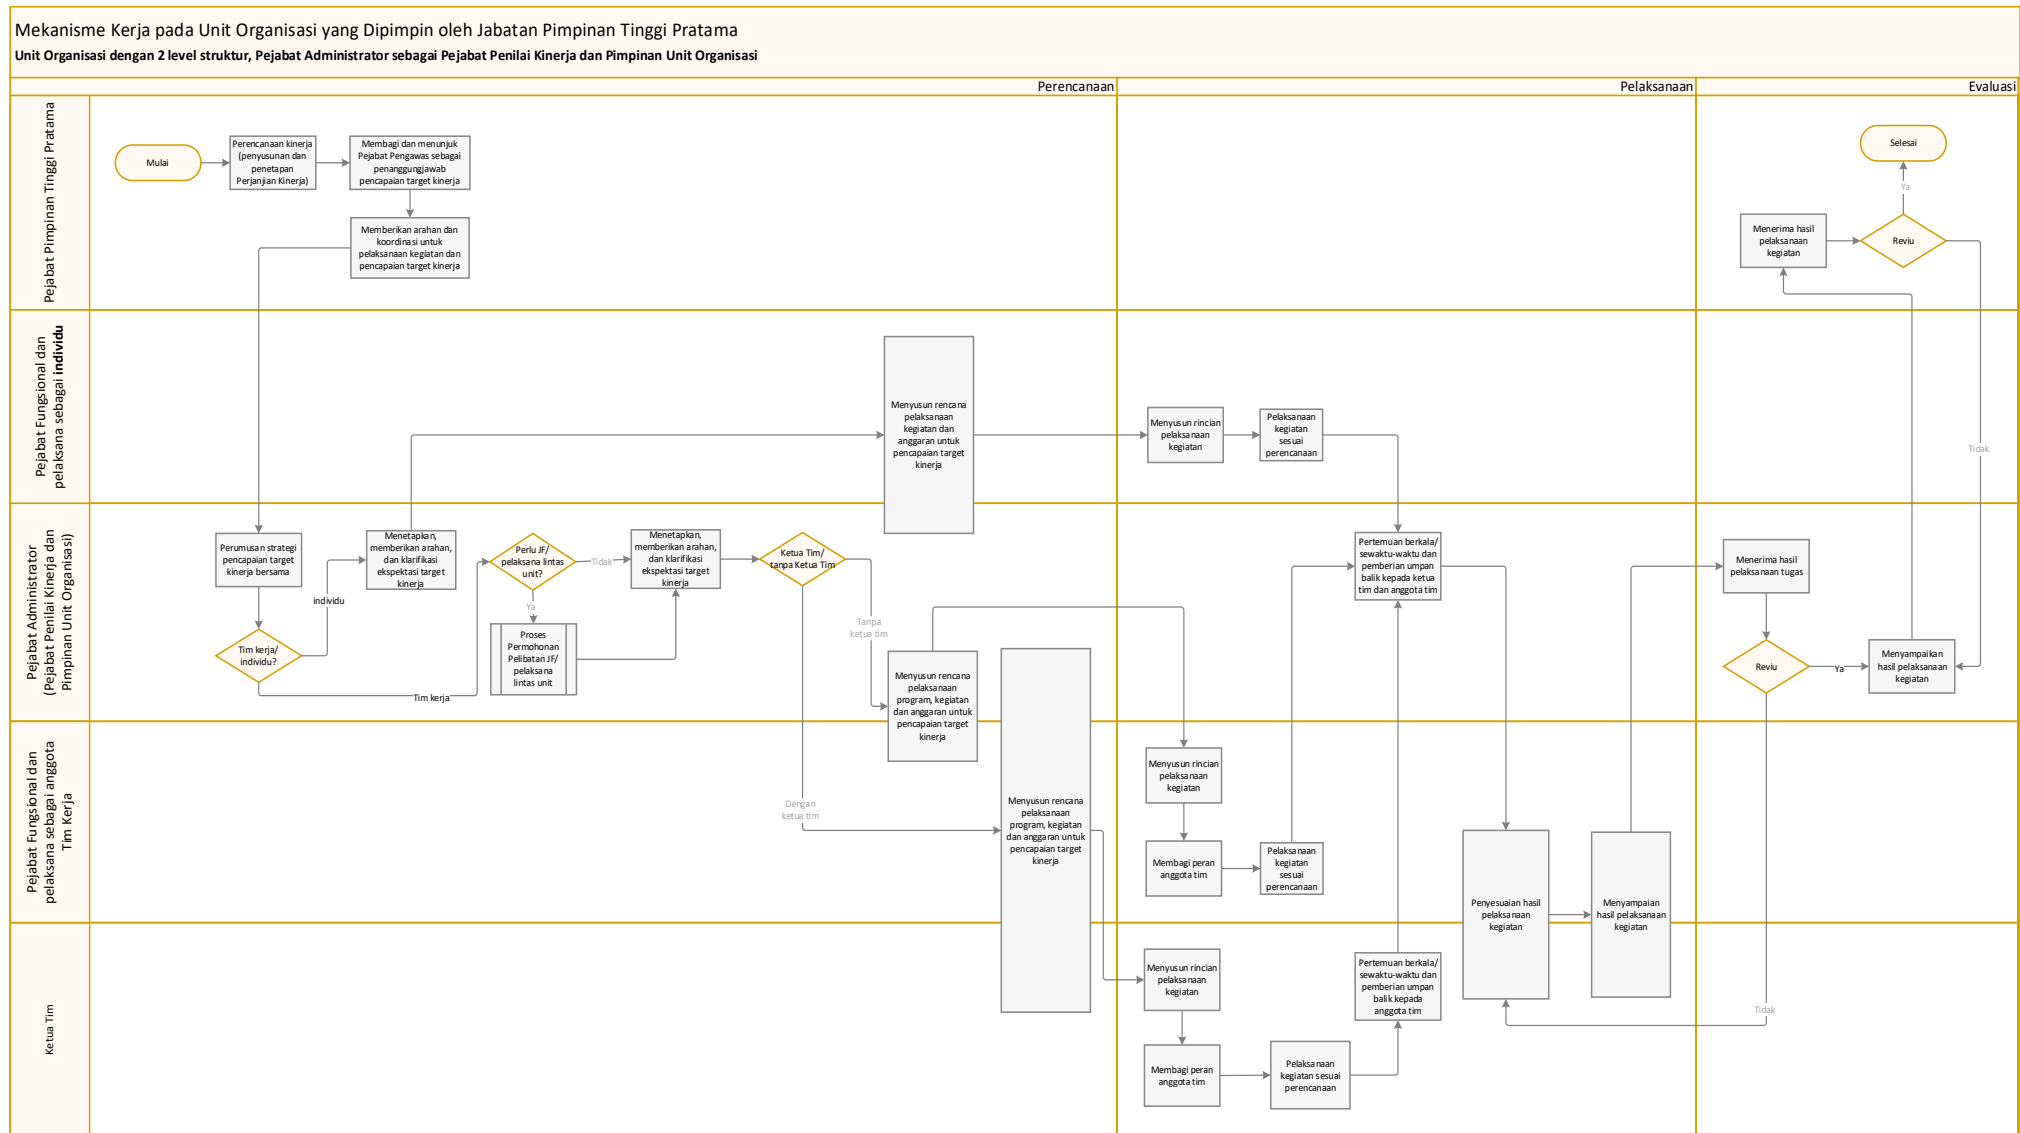 Mekanisme Kerja pada Unit Organisasi yang Dipimpin oleh Jabatan Pimpinan Tinggi Pratama
Unit Organisasi dengan 2 level struktur, Pejabat Administrator sebagai Pejabat Penilai Kinerja dan Pimpinan Unit Organisasi
Perencanaan
Pelaksanaan
Evaluasi
Pejabat Pimpinan Tinggi Pratama
Mulai
Perencanaan kinerja
(penyusunan dan
penetapan
Perjanjian Kinerja)
Membagi dan menunjuk
Pejabat Pengawas sebagai
penanggungjawab
pencapaian target kinerja
Memberikan arahan dan
koordinasi untuk
pelaksanaan kegiatan dan
pencapaian target kinerja
Selesai
Ya
Menerima hasil
pelaksanaan
kegiatan
Reviu
Tidak
Pejabat Fungsional dan
pelaksana sebagai individu
Menyusun rencana
pelaksanaan
kegiatan dan
anggaran untuk
pencapaian target
kinerja
Menyusun rincian
pelaksanaan
kegiatan
Pelaksanaan
kegiatan
sesuai
perencanaan
Pejabat Administrator
(Pejabat Penilai Kinerja dan
Pimpinan Unit Organisasi)
Perumusan strategi
pencapaian target
kinerja bersama
Tim kerja/
individu?
individu
Tim kerja
Menetapkan,
memberikan arahan,
dan klarifikasi
ekspektasi target
kinerja
Perlu JF/
pelaksana lintas
unit?
Tidak
Ya
Proses
Permohonan
Pelibatan JF/
pelaksana
lintas unit
Menetapkan,
memberikan arahan,
dan klarifikasi
ekspektasi target
kinerja
Ketua Tim/
tanpa Ketua Tim
Tanpa
ketua tim
Dengan
ketua tim
Menyusun rencana
pelaksanaan
program, kegiatan
dan anggaran untuk
pencapaian target
kinerja
Menyusun rencana
pelaksanaan
program, kegiatan
dan anggaran untuk
pencapaian target
kinerja
Pertemuan berkala/
sewaktu-waktu dan
pemberian umpan
balik kepada ketua
tim dan anggota tim
Menerima hasil
pelaksanaan tugas
Reviu
Ya
Menyampaikan
hasil pelaksanaan
kegiatan
Tidak
Pejabat Fungsional dan
pelaksana sebagai anggota
Tim Kerja
Menyusun rincian
pelaksanaan
kegiatan
Membagi peran
anggota tim
Pelaksanaan
kegiatan
sesuai
perencanaan
Penyesuaian hasil
pelaksanaan
kegiatan
Menyampaian
hasil pelaksanaan
kegiatan
Ketua Tim
Menyusun rincian
pelaksanaan
kegiatan
Membagi peran
anggota tim
Pelaksanaan
kegiatan sesuai
perencanaan
Pertemuan berkala/
sewaktu-waktu dan
pemberian umpan
balik kepada
anggota tim